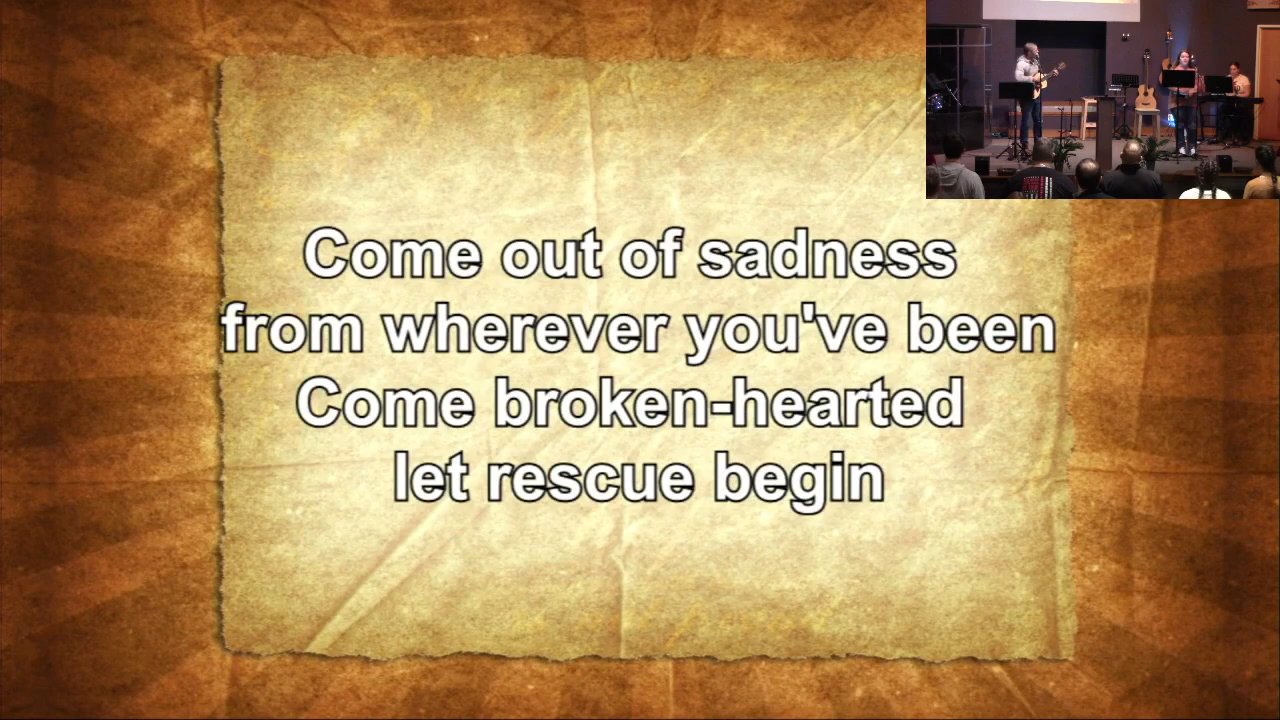 Come out of sadness
from wherever you've been
Come broken-hearted
let rescue begin